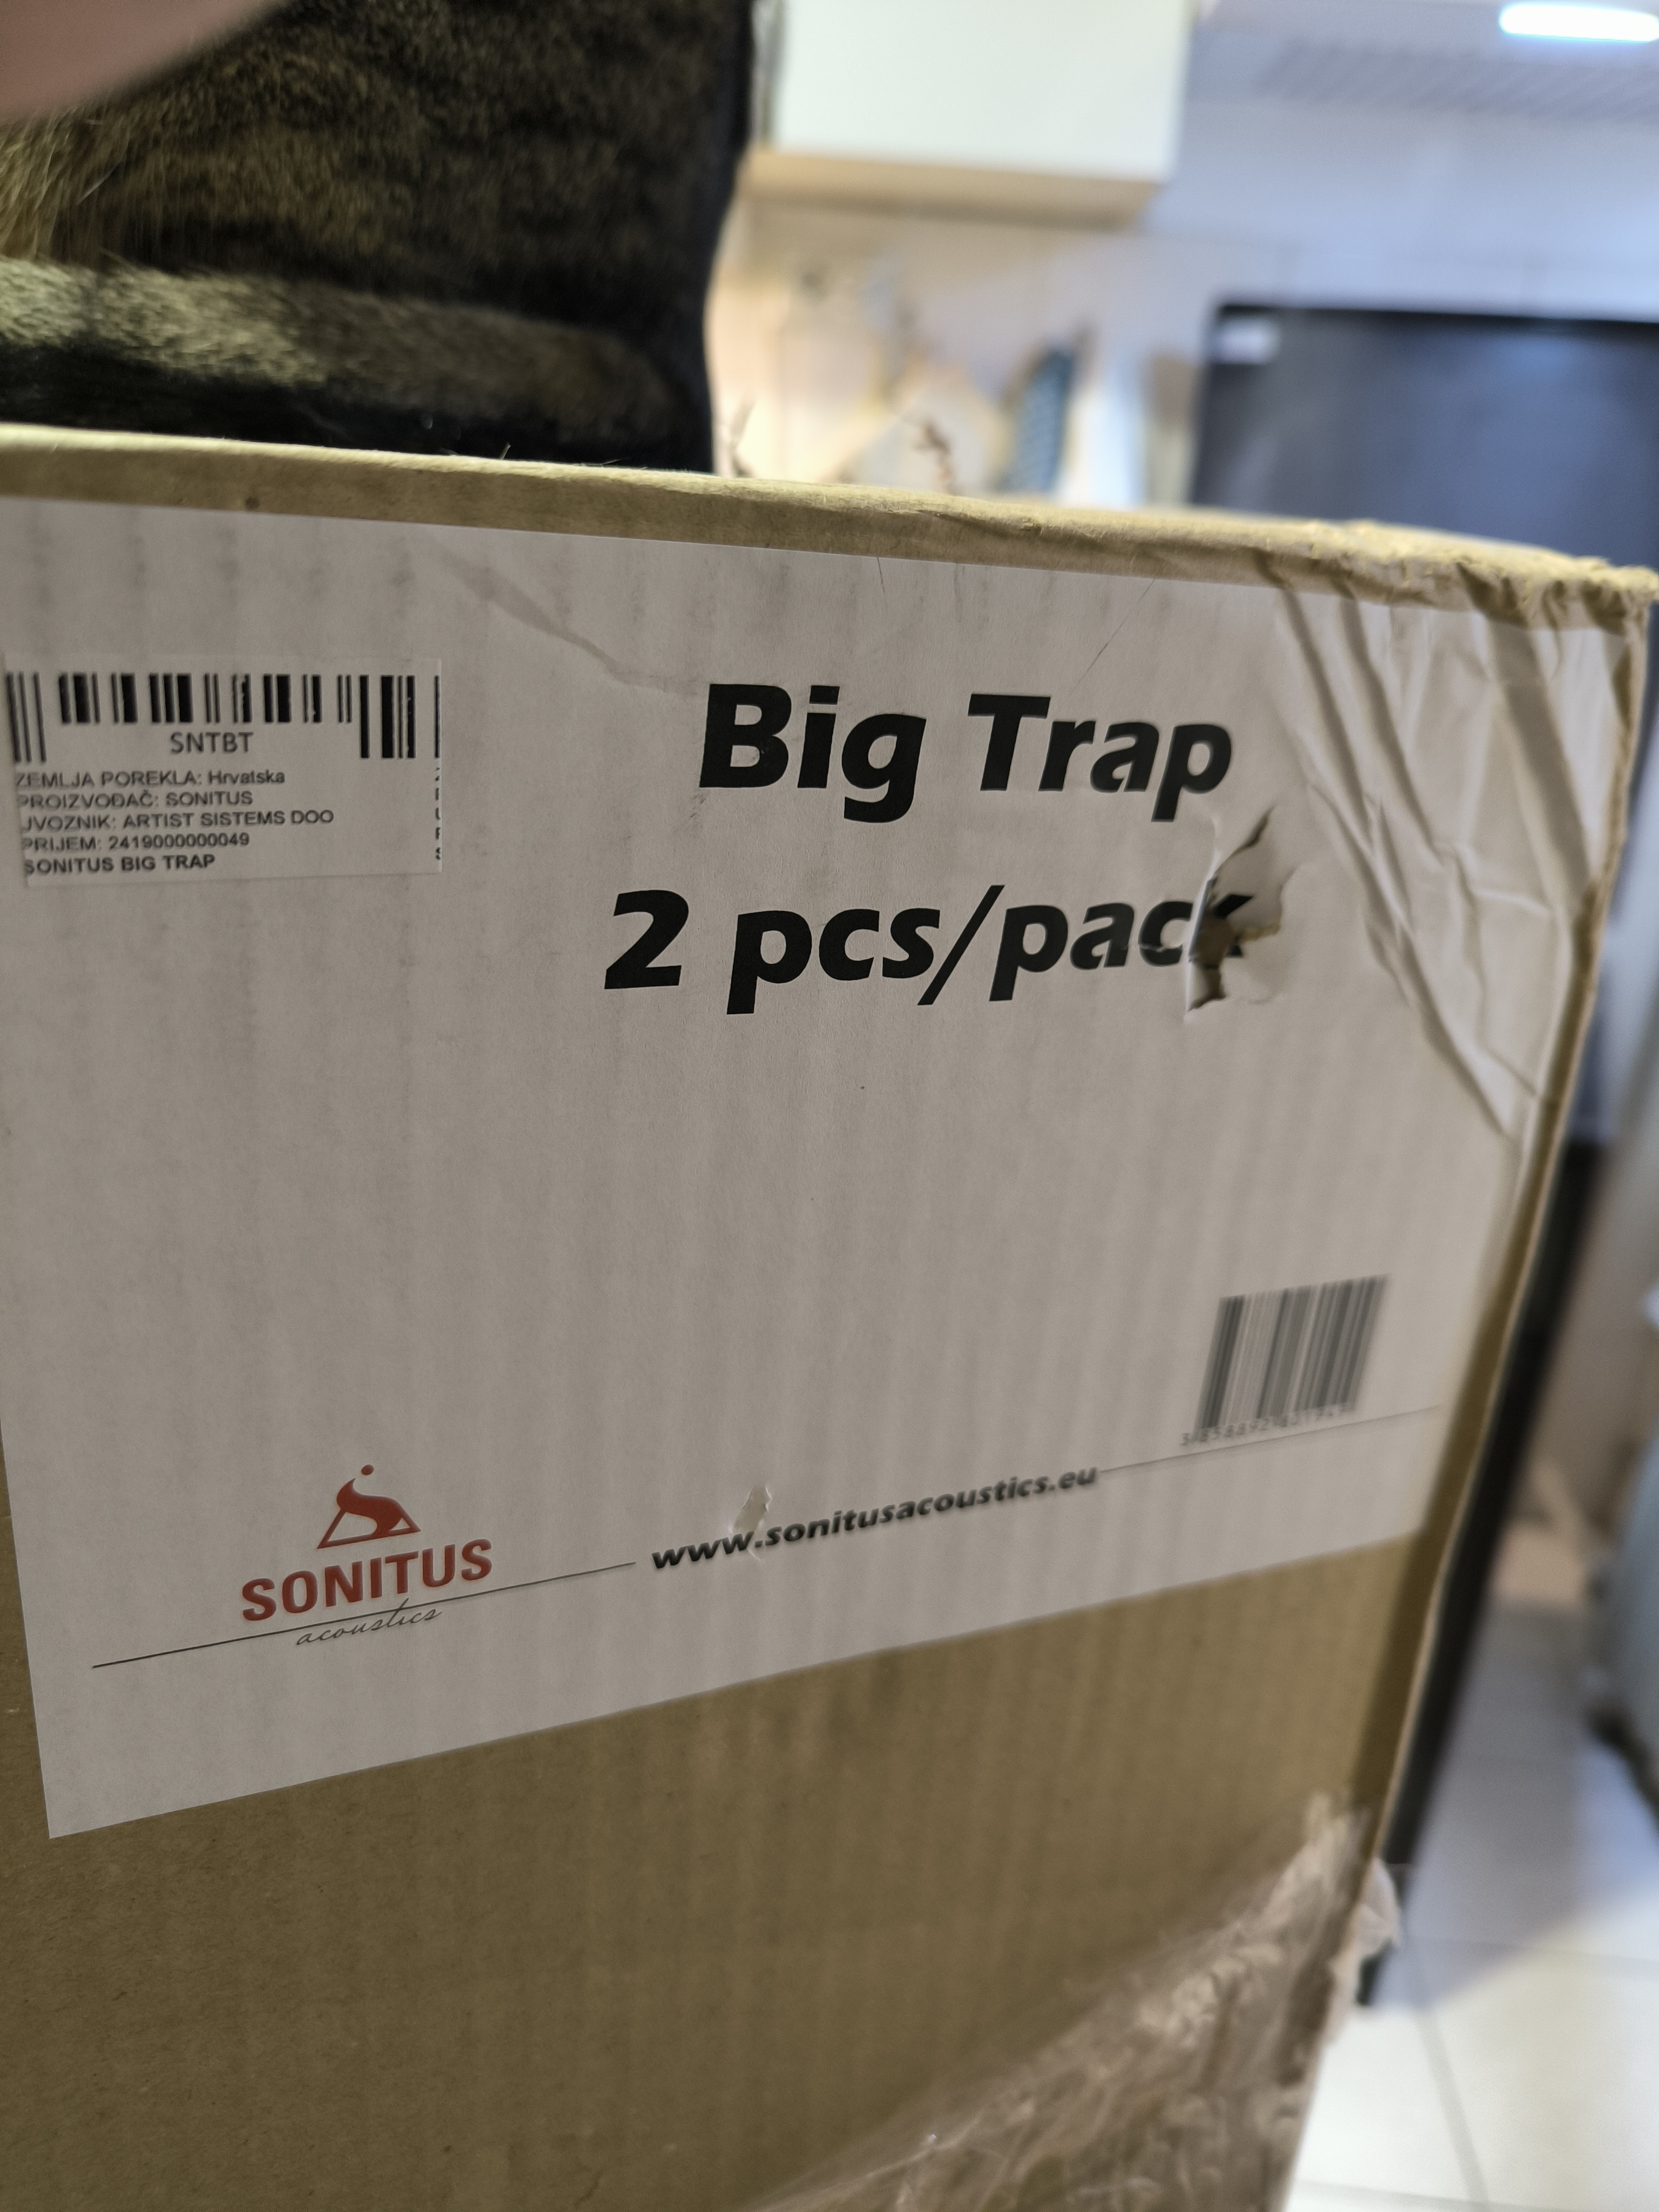 SNTBT
ZEMLJA POREKLA: Hrvatska
PROIZVOĐAČ: SONITUS
UVOZNIK: ARTIST SISTEMS DOO
PRIJEM: 2419000000049
SONITUS BIG TRAP
Big Trap
2 pcs/pack
SONITUS
acoustics
www.sonitusacoustics.eu